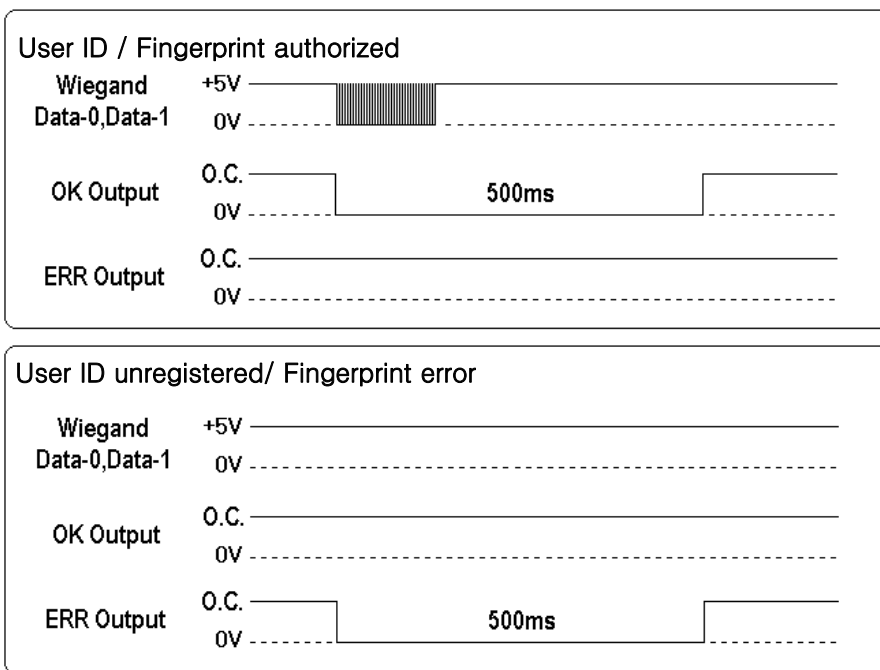 User ID / Fingerprint authorized
Wiegand +5V
Data-0,Data-1 0V
O.C.
OK Output 500ms
0V
O.C.
ERR Output
0V
User ID unregistered/ Fingerprint error
Wiegand +5V
Data-0,Data-1 0V
O.C.
OK Output
0V
O.C.
ERR Output 500ms
0V